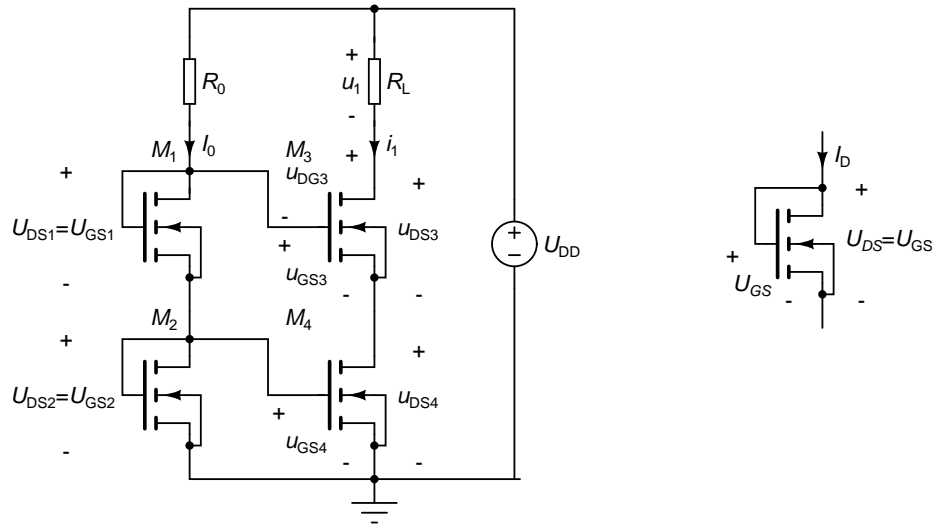 +
R0 u1 RL
-
M1 I0 M3 + i1 ID
+ uDG3 + +
-
UDS1=UGS1 uDS3 + − UDD UDS=UGS
+ +
uGS3 UGS
- - - - -
M2 M4
+ +
UDS2=UGS2 uDS4
+
uGS4
- - -